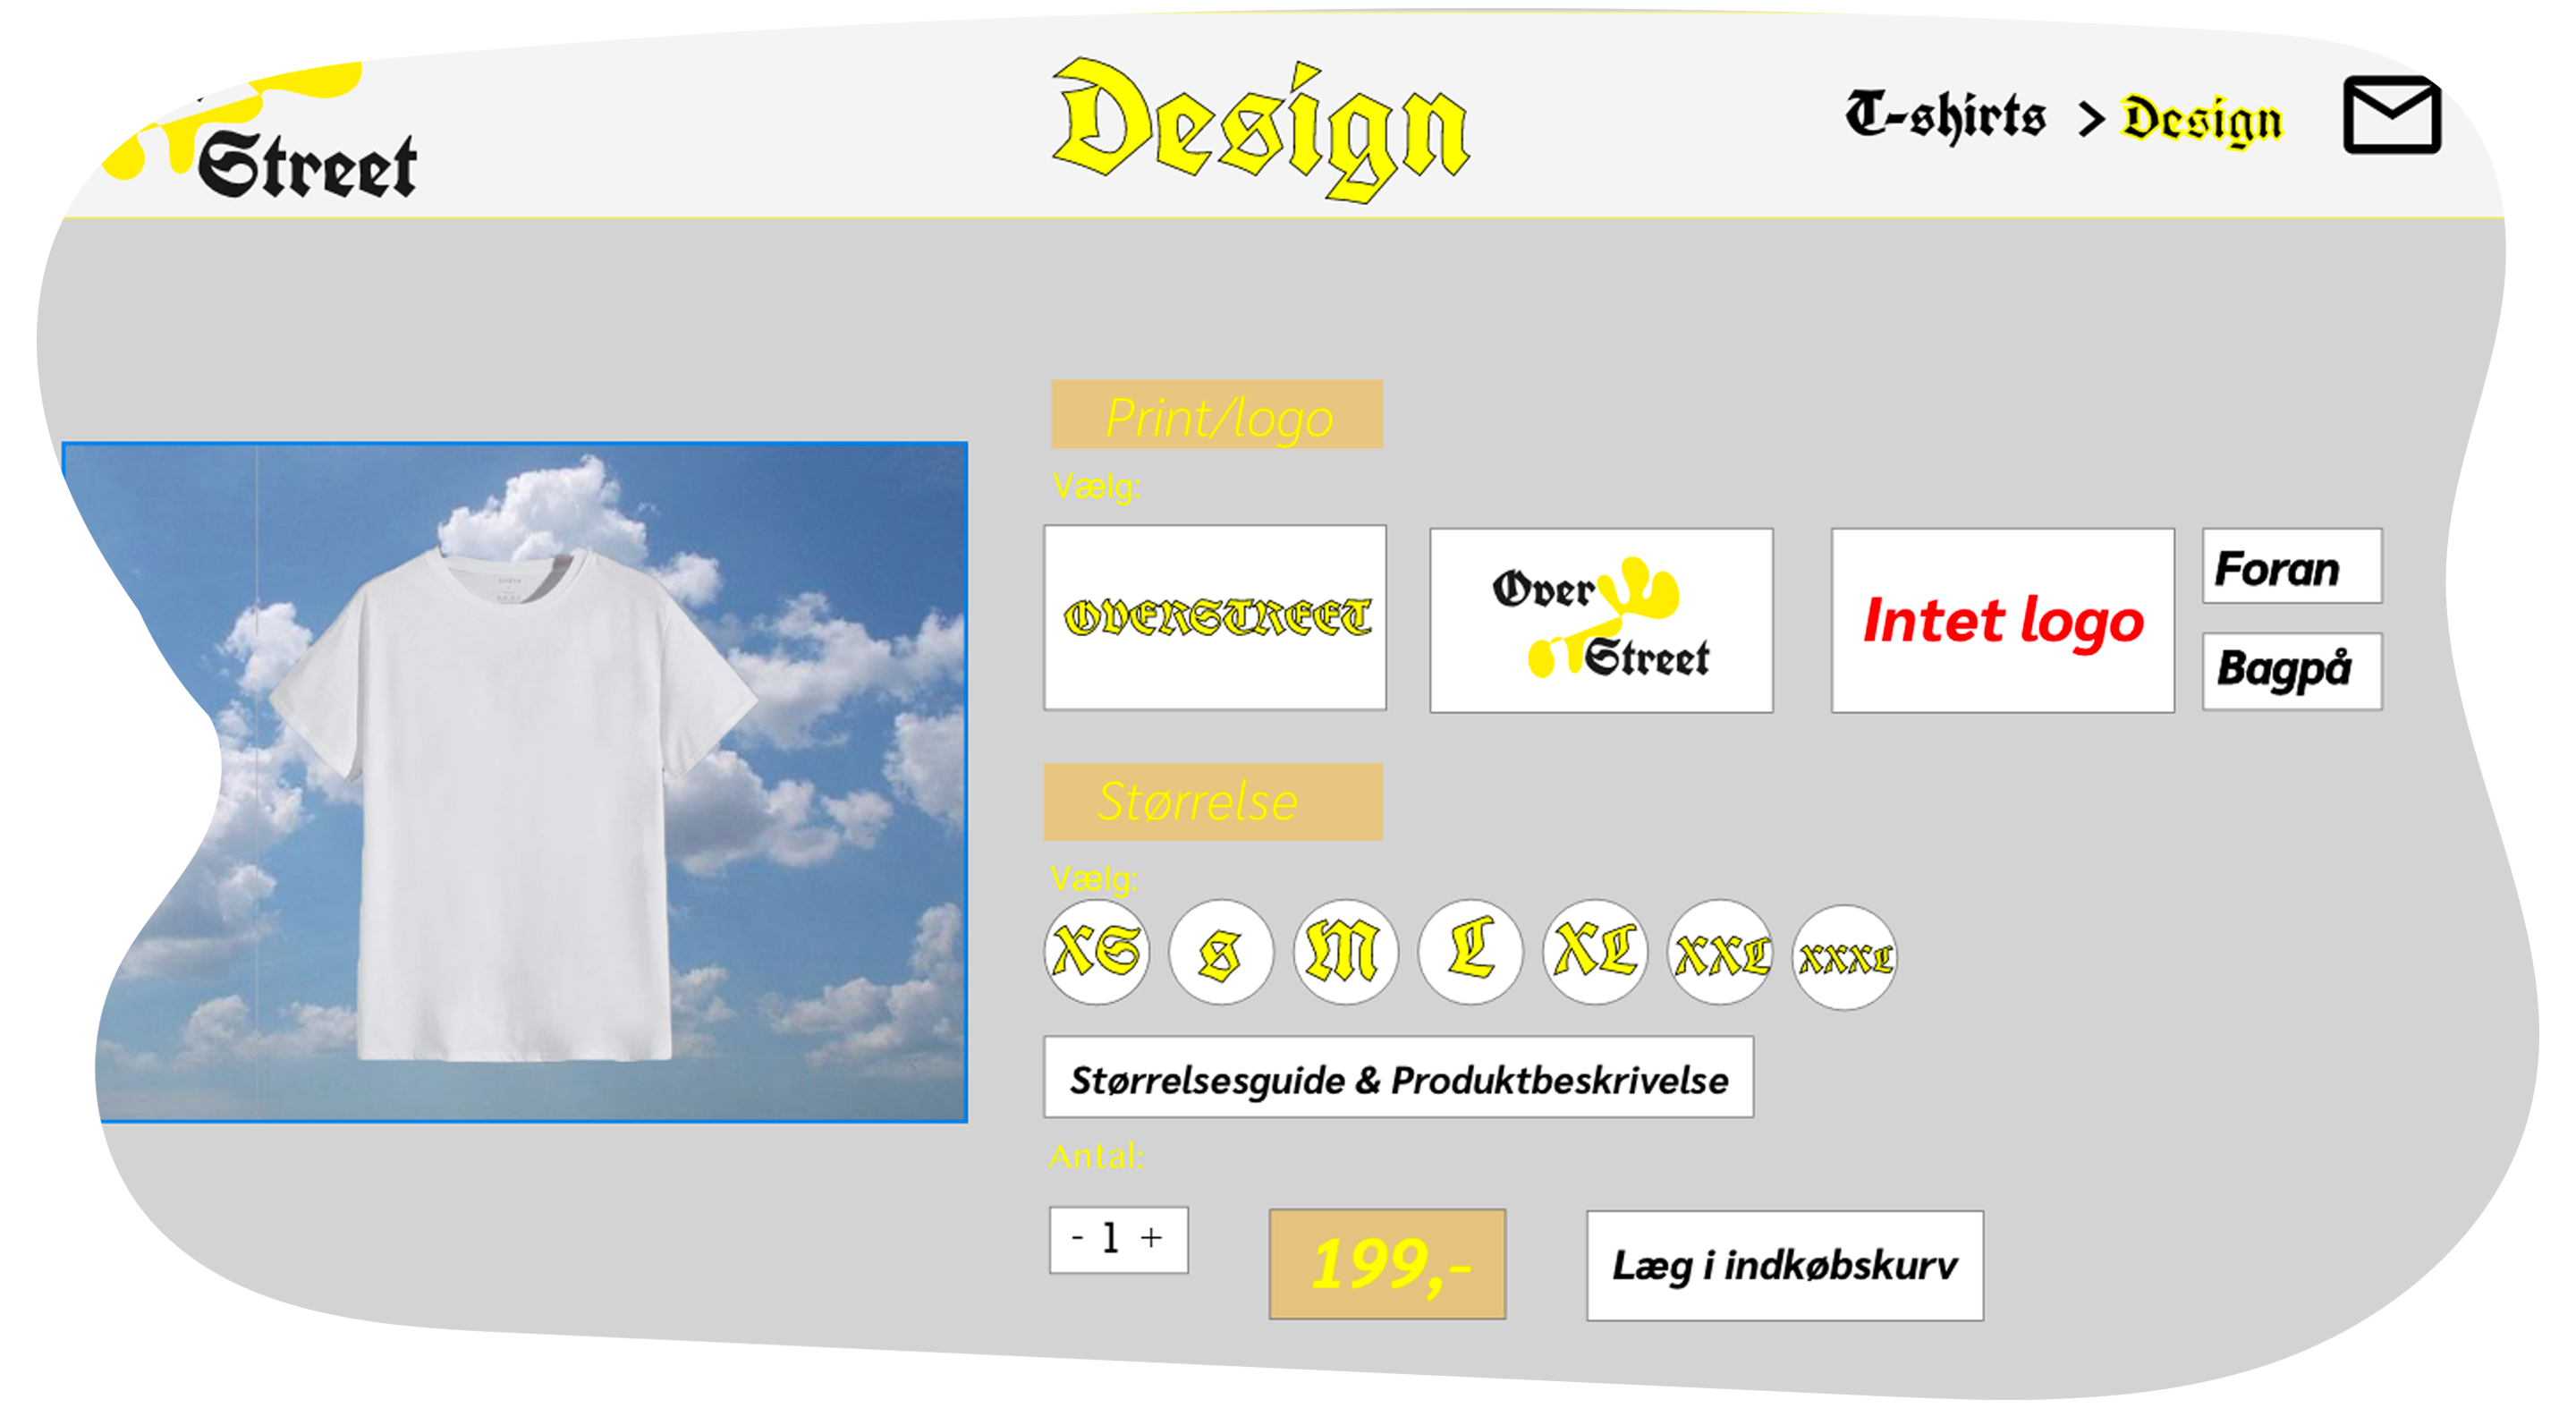 Street
Design
T-shirts > Design
Print/logo
Vælg:
OVERSTREET
Over
Street
Intet logo
Foran
Bagpå
Størrelse
Vælg:
XS S M L XL XXL XXXL
Størrelsesguide & Produktbeskrivelse
Antal:
- 1 +
199,-
Læg i indkøbskurv